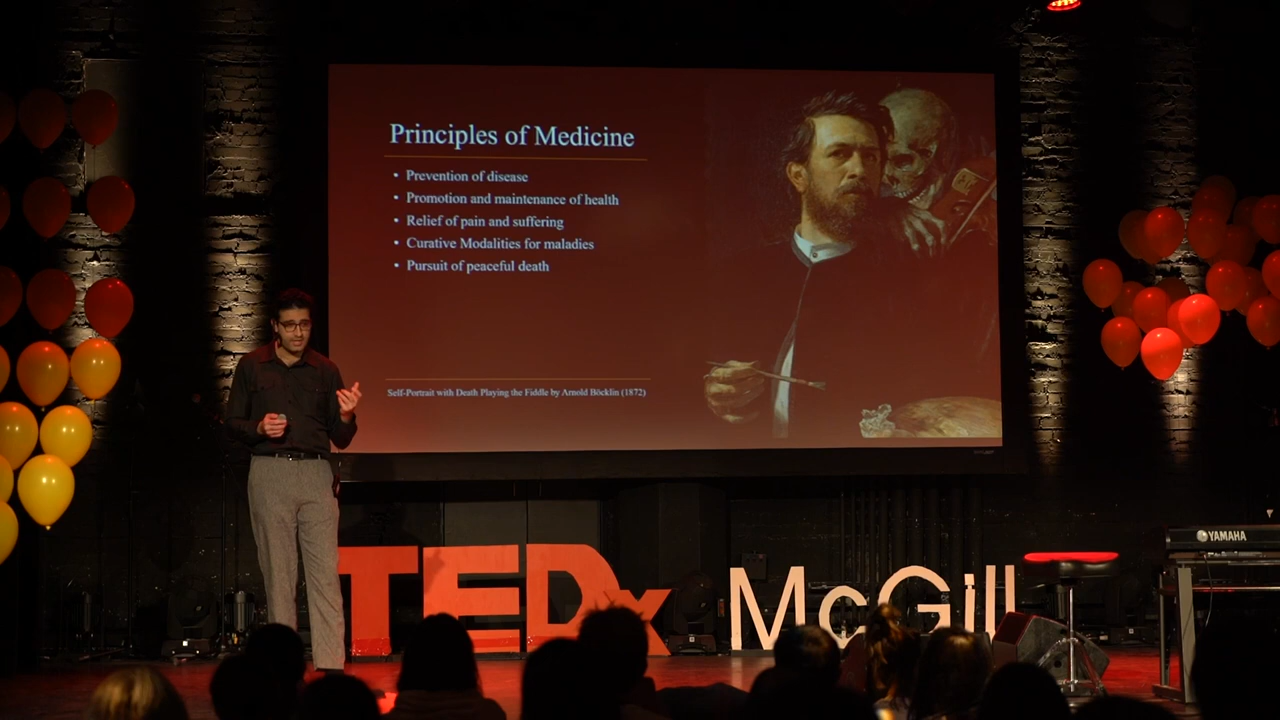 Principles of Medicine
• Prevention of disease
• Promotion and maintenance of health
• Relief of pain and suffering
• Curative Modalities for maladies
• Pursuit of peaceful death
Self-Portrait with Death Playing the Fiddle by Arnold Böcklin (1872)
TEDx McGill
YAMAHA